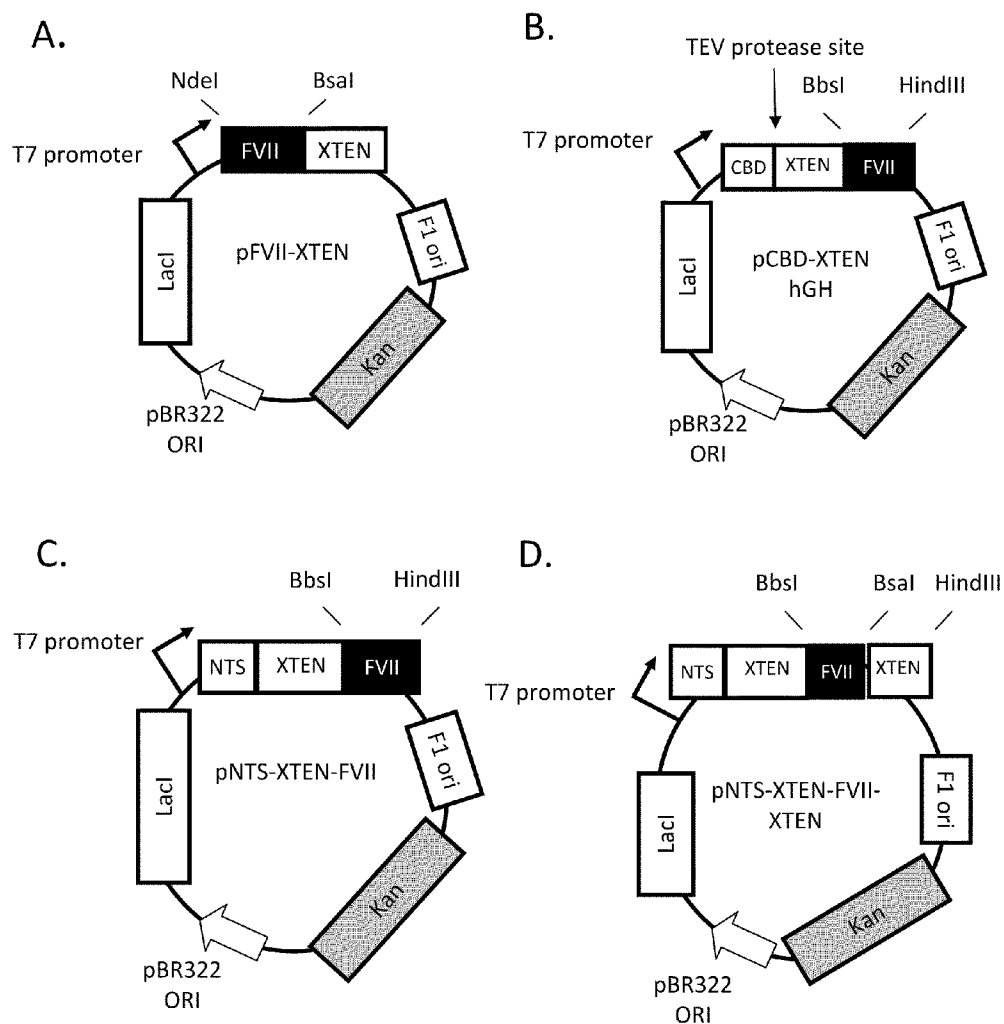 A.
NdeI
BsaI
T7 promoter
FVII
XTEN
LacI
pFVII-XTEN
F1 ori
Kan
pBR322
ORI
B.
TEV protease site
BbsI
HindIII
T7 promoter
CBD
XTEN
FVII
LacI
pCBD-XTEN
hGH
F1 ori
Kan
pBR322
ORI
C.
BbsI
HindIII
T7 promoter
NTS
XTEN
FVII
LacI
pNTS-XTEN-FVII
F1 ori
Kan
pBR322
ORI
D.
BbsI
BsaI
HindIII
T7 promoter
NTS
XTEN
FVII
XTEN
LacI
pNTS-XTEN-FVII-
XTEN
F1 ori
Kan
pBR322
ORI